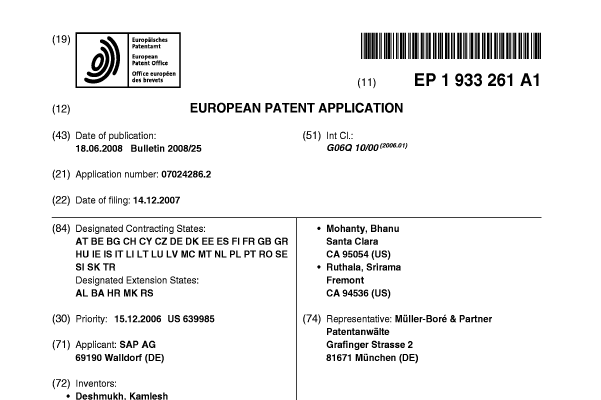 (19)
Europäisches
Patentamt
European
Patent Office
Office européen
des brevets
(11) EP 1 933 261 A1
(12) EUROPEAN PATENT APPLICATION
(43) Date of publication:
18.06.2008 Bulletin 2008/25
(21) Application number: 07024286.2
(22) Date of filing: 14.12.2007
(51) Int Cl.:
G06Q 10/00 (2006.01)
(84) Designated Contracting States:
AT BE BG CH CY CZ DE DK EE ES FI FR GB GR
HU IE IS IT LI LT LU LV MC MT NL PL PT RO SE
SI SK TR
Designated Extension States:
AL BA HR MK RS
(30) Priority: 15.12.2006 US 639985
(71) Applicant: SAP AG
69190 Walldorf (DE)
(72) Inventors:
• Deshmukh, Kamlesh
• Mohanty, Bhanu
Santa Clara
CA 95054 (US)
• Ruthala, Srirama
Fremont
CA 94536 (US)
(74) Representative: Müller-Boré & Partner
Patentanwälte
Grafinger Strasse 2
81671 München (DE)